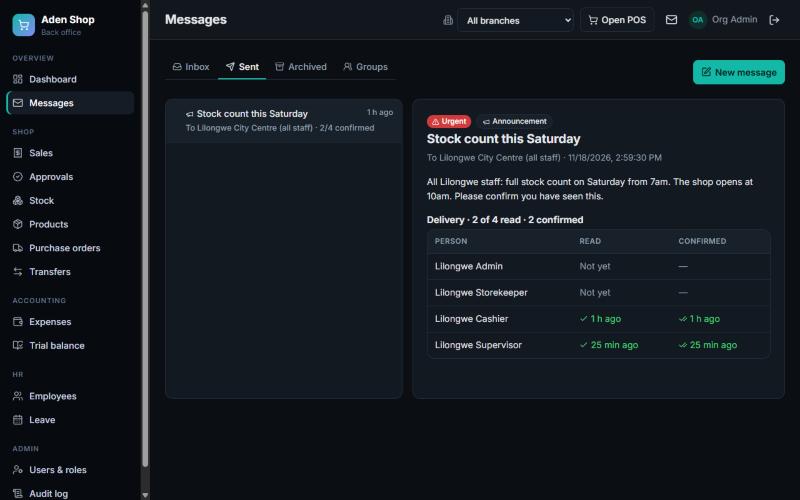 Aden Shop
Back office
OVERVIEW
Dashboard
Messages
SHOP
Sales
Approvals
Stock
Products
Purchase orders
Transfers
ACCOUNTING
Expenses
Trial balance
HR
Employees
Leave
ADMIN
Users & roles
Audit log
Messages
All branches
Open POS
OA
Org Admin
Inbox
Sent
Archived
Groups
New message
Stock count this Saturday
1 h ago
To Lilongwe City Centre (all staff) · 2/4 confirmed
Urgent
Announcement
Stock count this Saturday
To Lilongwe City Centre (all staff) · 11/18/2026, 2:59:30 PM
All Lilongwe staff: full stock count on Saturday from 7am. The shop opens at
10am. Please confirm you have seen this.
Delivery · 2 of 4 read · 2 confirmed
PERSON READ CONFIRMED
Lilongwe Admin Not yet —
Lilongwe Storekeeper Not yet —
Lilongwe Cashier 1 h ago 1 h ago
Lilongwe Supervisor 25 min ago 25 min ago